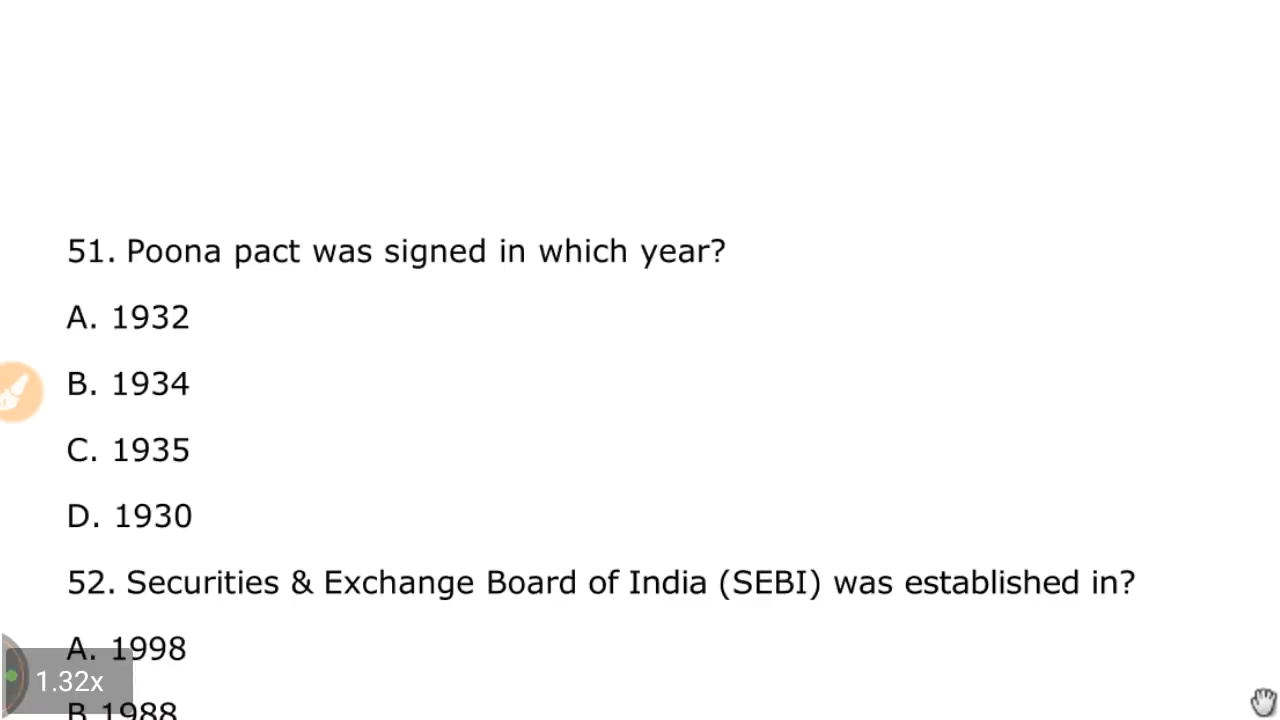 51. Poona pact was signed in which year?
A. 1932
B. 1934
C. 1935
D. 1930
52. Securities & Exchange Board of India (SEBI) was established in?
A. 1998
1.32x
B 1988